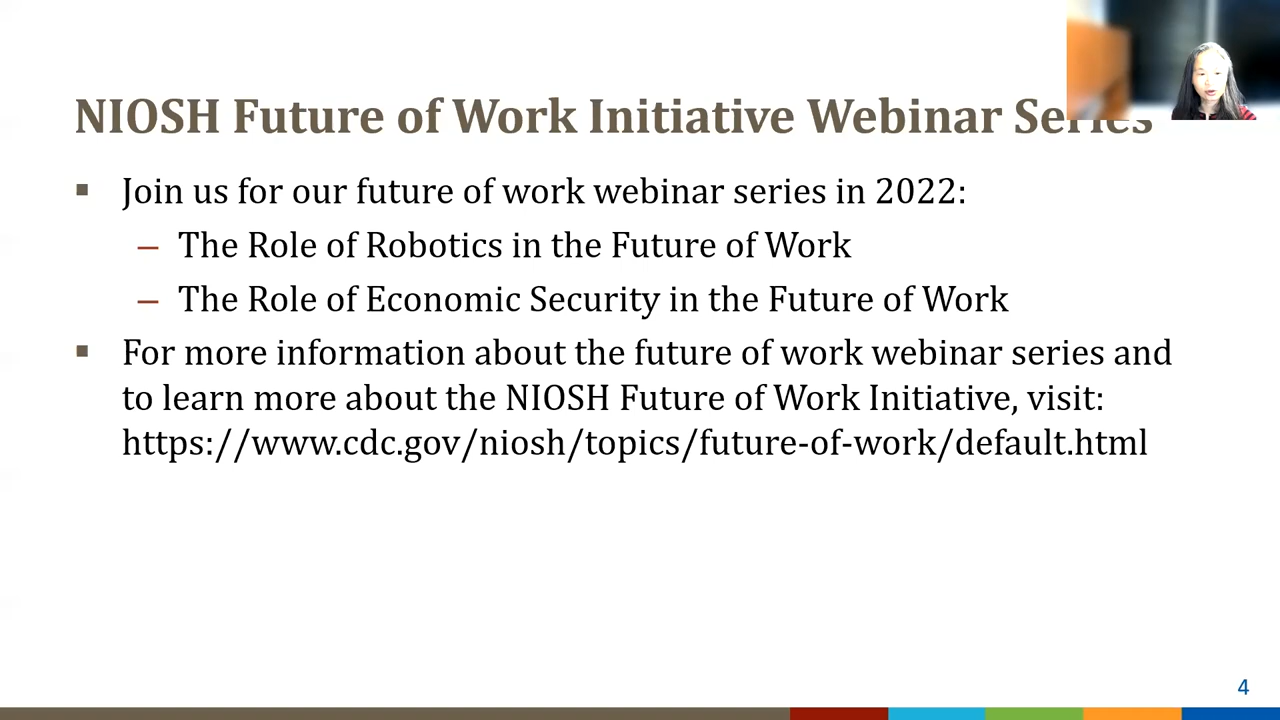 NIOSH Future of Work Initiative Webinar Series
▪ Join us for our future of work webinar series in 2022:
– The Role of Robotics in the Future of Work
– The Role of Economic Security in the Future of Work
▪ For more information about the future of work webinar series and
to learn more about the NIOSH Future of Work Initiative, visit:
https://www.cdc.gov/niosh/topics/future-of-work/default.html
4